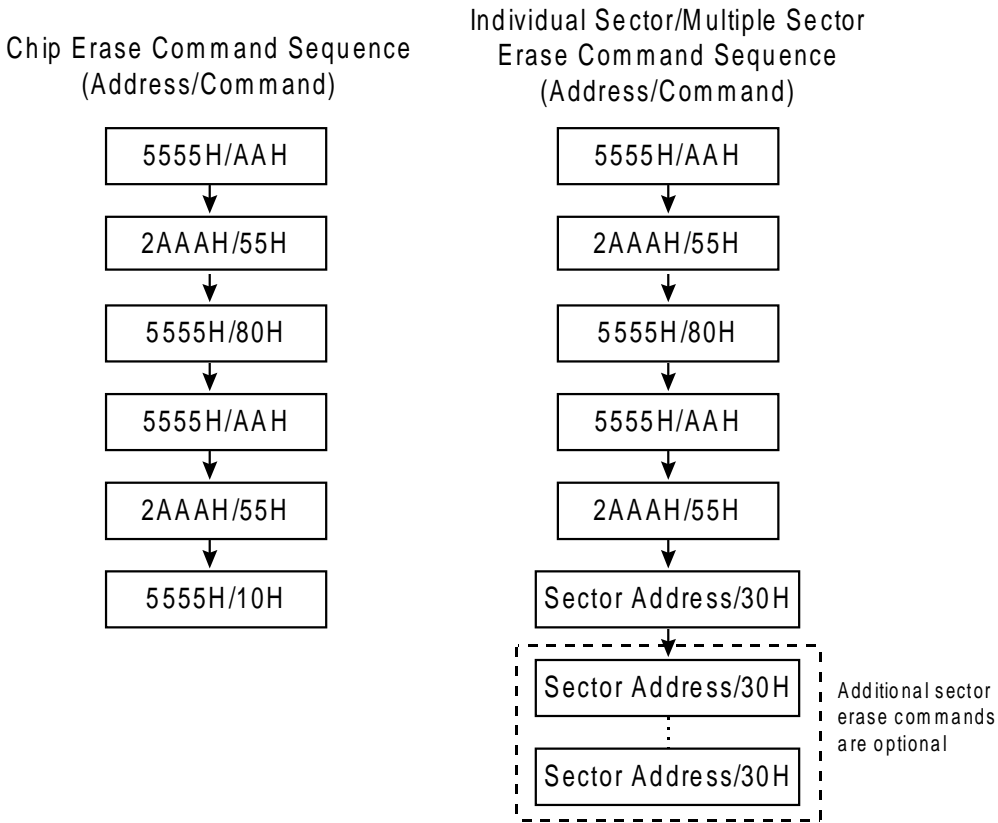 Chip Erase Command Sequence
(Address/Command)
5555H/AAH
2AAAH/55H
5555H/80H
5555H/AAH
2AAAH/55H
5555H/10H
Individual Sector/Multiple Sector
Erase Command Sequence
(Address/Command)
5555H/AAH
2AAAH/55H
5555H/80H
5555H/AAH
2AAAH/55H
Sector Address/30H
Sector Address/30H
Sector Address/30H
Additional sector
erase commands
are optional